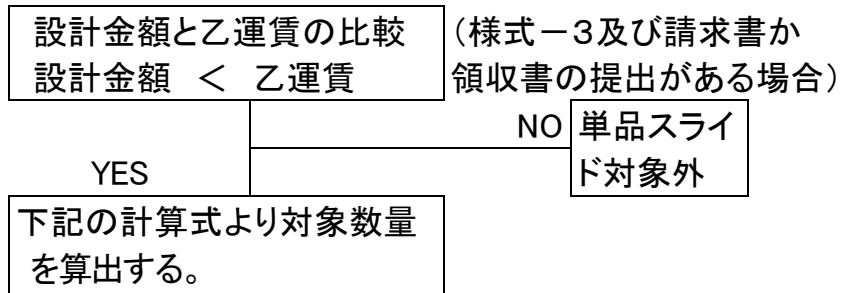 設計金額と乙運賃の比較
設計金額 ＜ 乙運賃
（様式－３及び請求書か
領収書の提出がある場合）
NO
単品スライ
ド対象外
YES
下記の計算式より対象数量
を算出する。